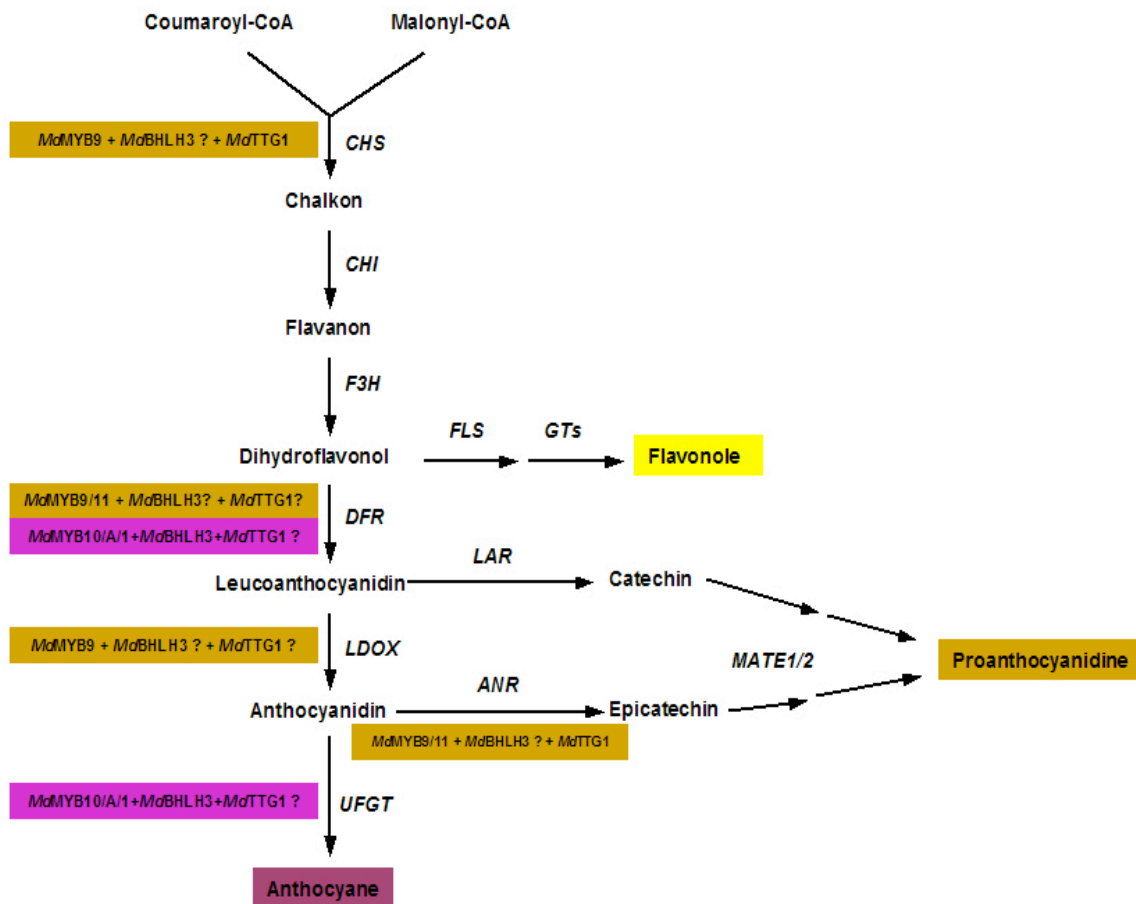 Coumaroyl-CoA Malonyl-CoA
MdMYB9 + MdBHLH3 ? + MdTTG1
CHS
Chalkon
CHI
Flavanon
F3H
Dihydroflavonol
FLS
GTs
Flavonole
MdMYB9/11 + MdBHLH3? + MdTTG1?
MdMYB10/A/1+MdBHLH3+MdTTG1 ?
DFR
Leucoanthocyanidin
LAR
Catechin
MdMYB9 + MdBHLH3 ? + MdTTG1 ?
LDOX
MATE1/2
Proanthocyanidine
Anthocyanidin
ANR
Epicatechin
MdMYB9/11 + MdBHLH3 ? + MdTTG1
MdMYB10/A/1+MdBHLH3+MdTTG1 ?
UFGT
Anthocyane